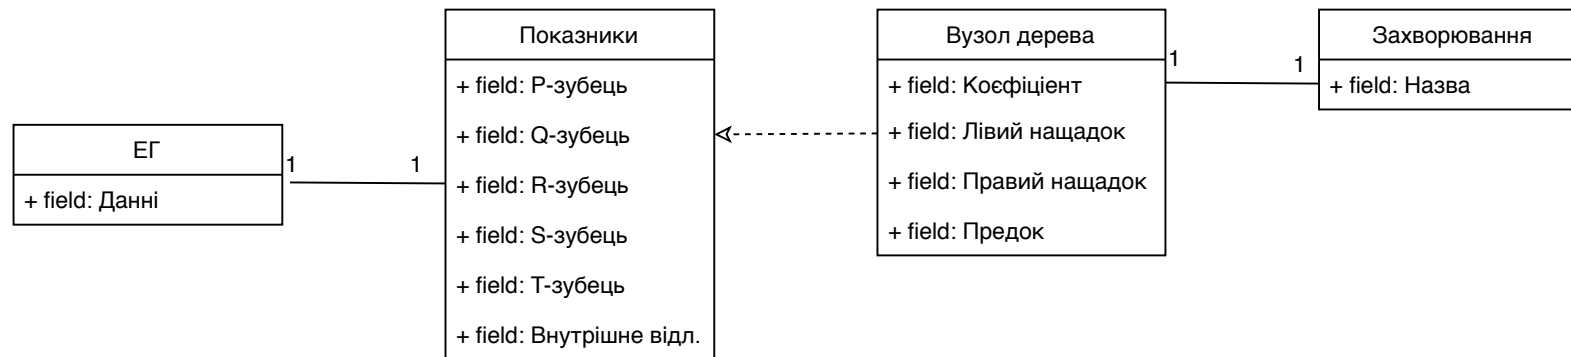 ЕГ
+ field: Данні
1
1
Показники
+ field: P-зубець
+ field: Q-зубець
+ field: R-зубець
+ field: S-зубець
+ field: T-зубець
+ field: Внутрішне відл.
Вузол дерева
+ field: Коєфіціент
+ field: Лівий нащадок
+ field: Правий нащадок
+ field: Предок
1
1
Захворювання
+ field: Назва